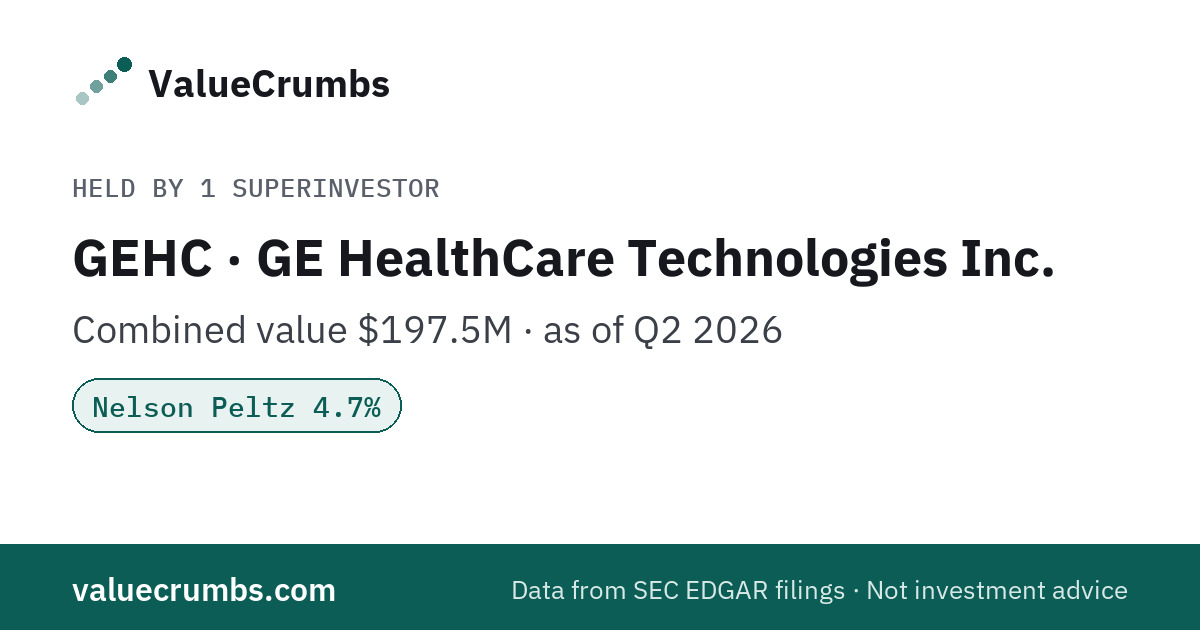 ValueCrumbs
HELD BY 1 SUPERINVESTOR
GEHC · GE HealthCare Technologies Inc.
Combined value $197.5M · as of Q2 2026
Nelson Peltz 4.7%
valuecrumbs.com
Data from SEC EDGAR filings · Not investment advice